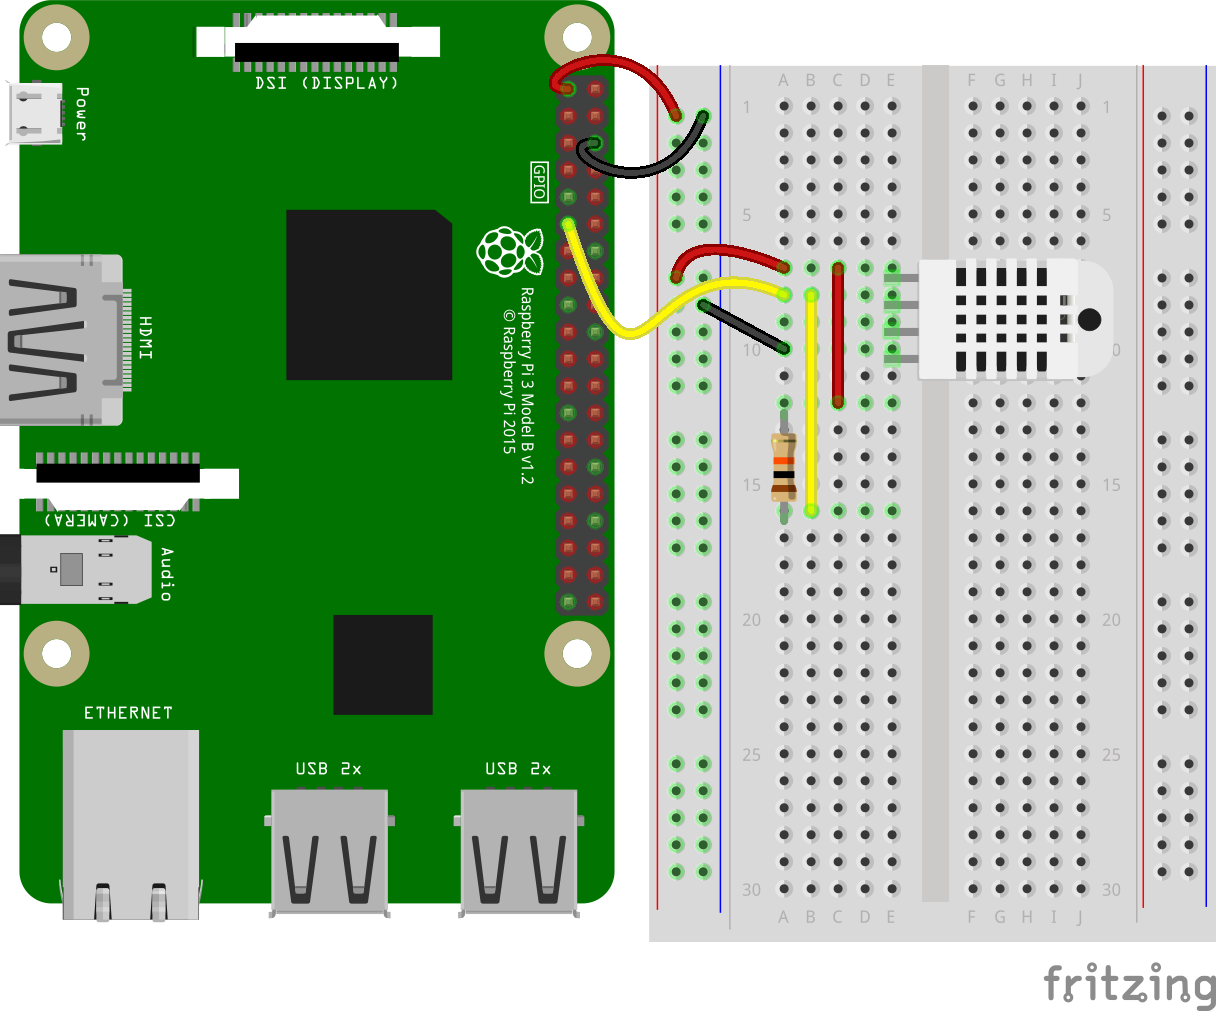 DSI (DISPLAY)
Power
A B C D E
F G H I J
1
1
GPIO
5
5
HDMI
Raspberry Pi 3 Model B v1.2
© Raspberry Pi 2015
10
0
CSI (CAMERA)
15
15
Audio
20
20
ETHERNET
25
25
USB 2x
USB 2x
30
30
A B C D E
F G H I J
fritzing